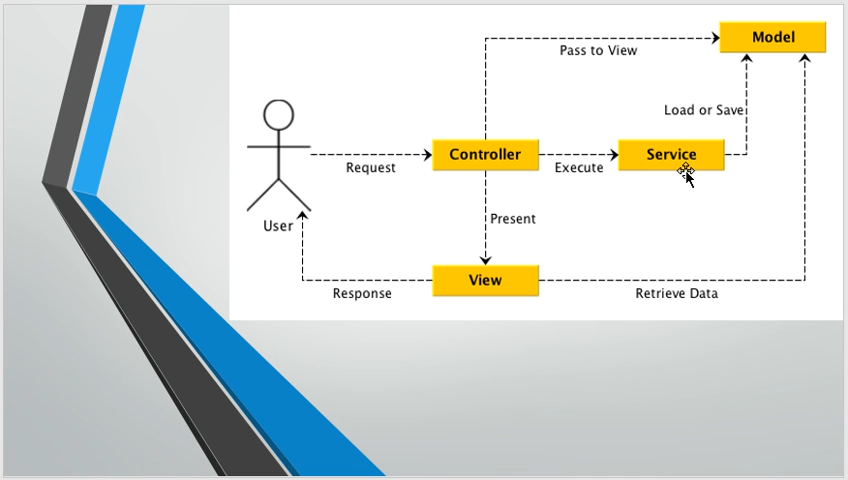 Model
Pass to View
Load or Save
Controller
Service
Request
Execute
Present
User
View
Response
Retrieve Data